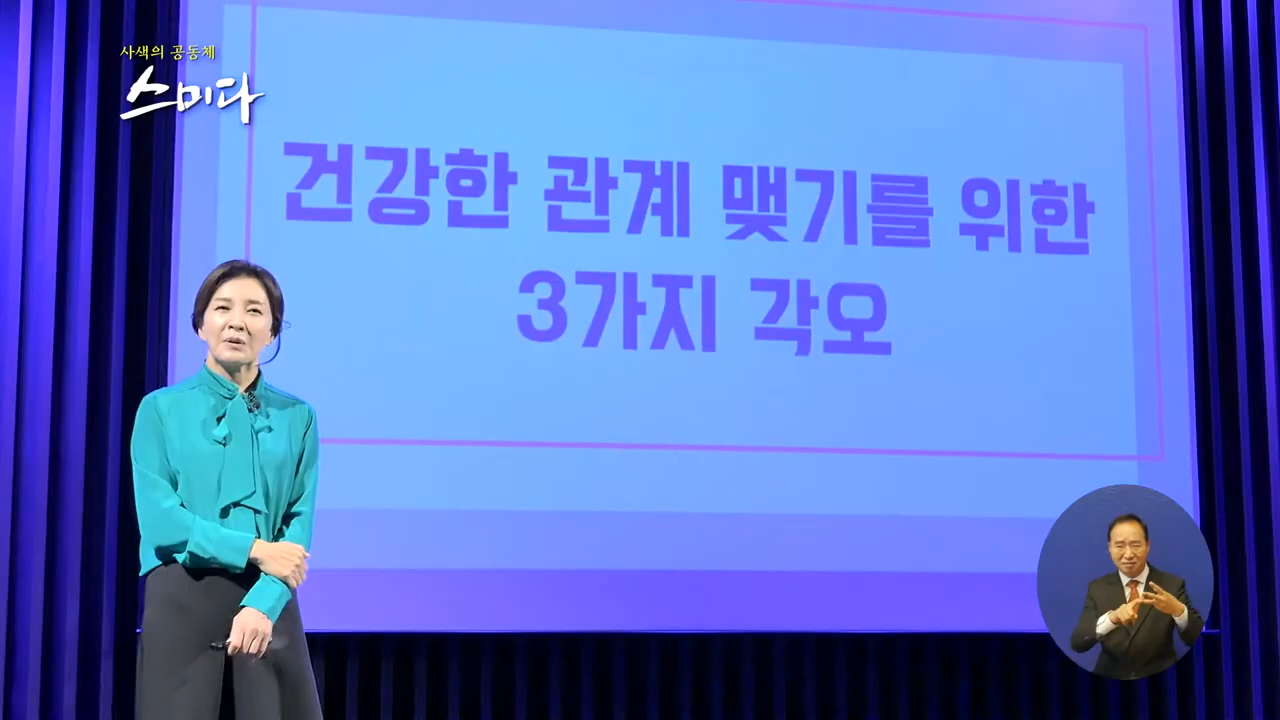 사색의 공동체
스미다
건강한 관계 맺기를 위한
3가지 각오